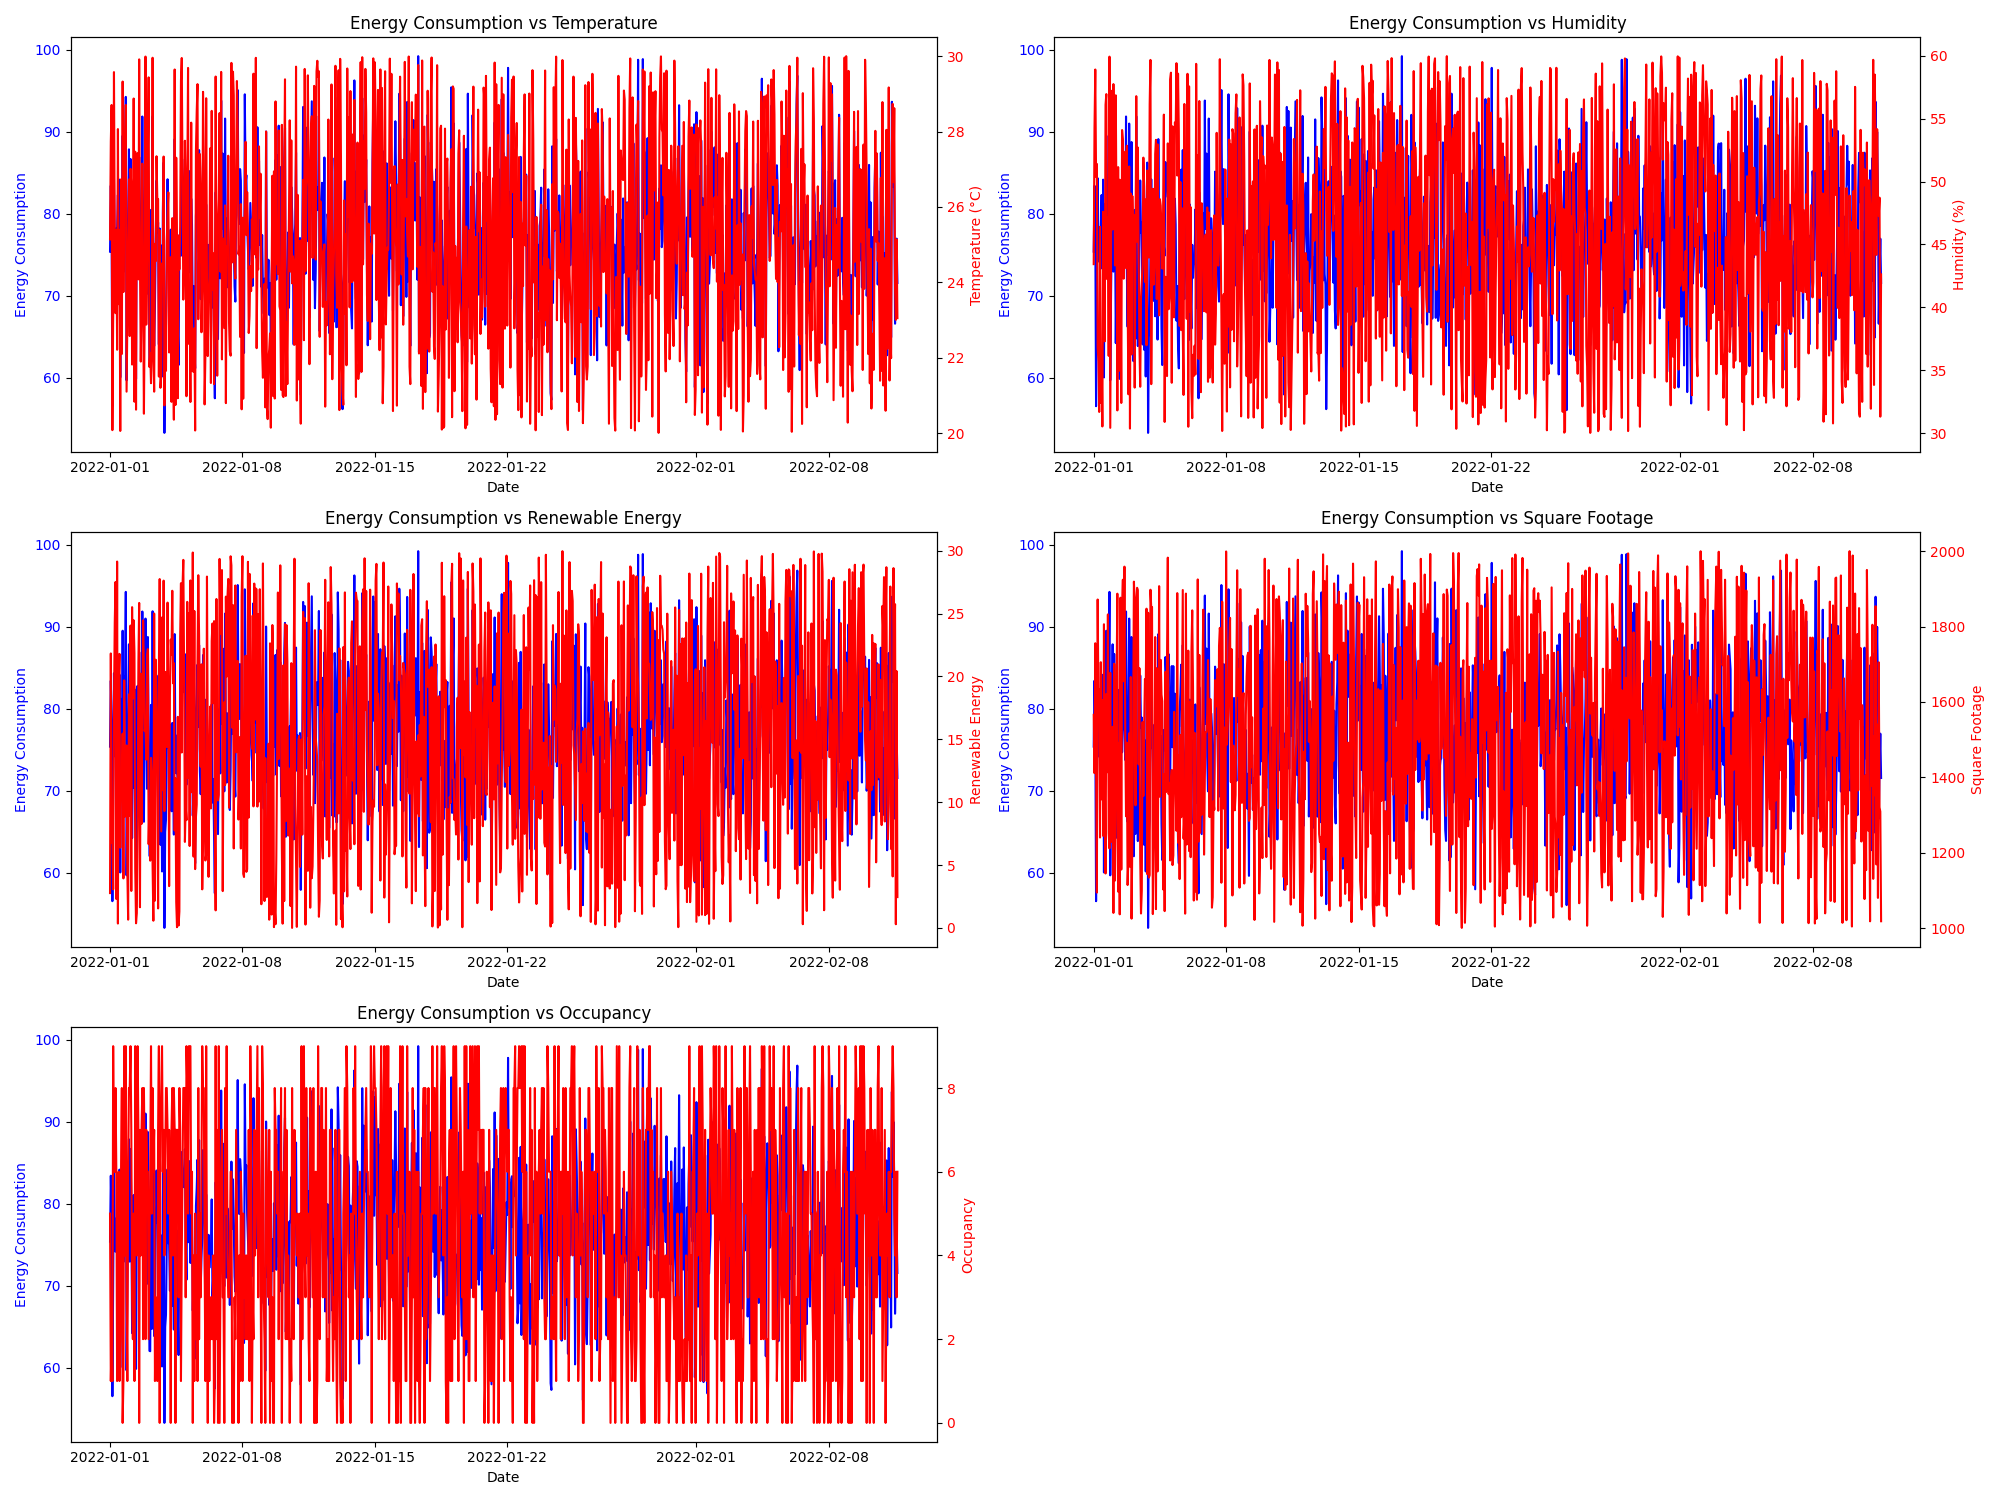 Energy Consumption vs Temperature
100
90
80
70
60
Energy Consumption
30
28
26
24
22
20
Temperature (°C)
2022-01-01 2022-01-08 2022-01-15 2022-01-22 2022-02-01 2022-02-08
Date
Energy Consumption vs Humidity
100
90
80
70
60
Energy Consumption
60
55
50
45
40
35
30
Humidity (%)
2022-01-01 2022-01-08 2022-01-15 2022-01-22 2022-02-01 2022-02-08
Date
Energy Consumption vs Renewable Energy
100
90
80
70
60
Energy Consumption
30
25
20
15
10
5
0
Renewable Energy
2022-01-01 2022-01-08 2022-01-15 2022-01-22 2022-02-01 2022-02-08
Date
Energy Consumption vs Square Footage
100
90
80
70
60
Energy Consumption
2000
1800
1600
1400
1200
1000
Square Footage
2022-01-01 2022-01-08 2022-01-15 2022-01-22 2022-02-01 2022-02-08
Date
Energy Consumption vs Occupancy
100
90
80
70
60
Energy Consumption
8
6
4
2
0
Occupancy
2022-01-01 2022-01-08 2022-01-15 2022-01-22 2022-02-01 2022-02-08
Date